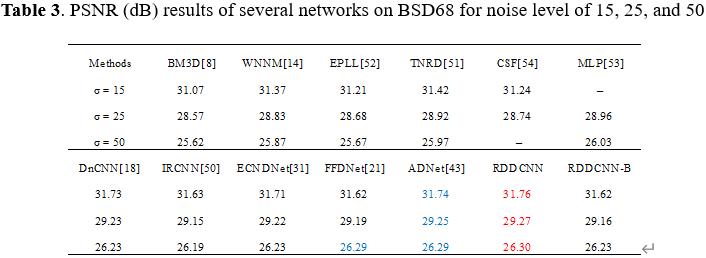 Table 3. PSNR (dB) results of several networks on BSD68 for noise level of 15, 25, and 50
Methods BM3D[8] WNNM[14] EPLL[52] TNRD[51] CSF[54] MLP[53]
σ = 15 31.07 31.37 31.21 31.42 31.24 –
σ = 25 28.57 28.83 28.68 28.92 28.74 28.96
σ = 50 25.62 25.87 25.67 25.97 – 26.03
DnCNN[18] IRCNN[50] ECNDNet[31] FFDNet[21] ADNet[43] RDDCNN RDDCNN-B
31.73 31.63 31.71 31.62 31.74 31.76 31.62
29.23 29.15 29.22 29.19 29.25 29.27 29.16
26.23 26.19 26.23 26.29 26.29 26.30 26.23